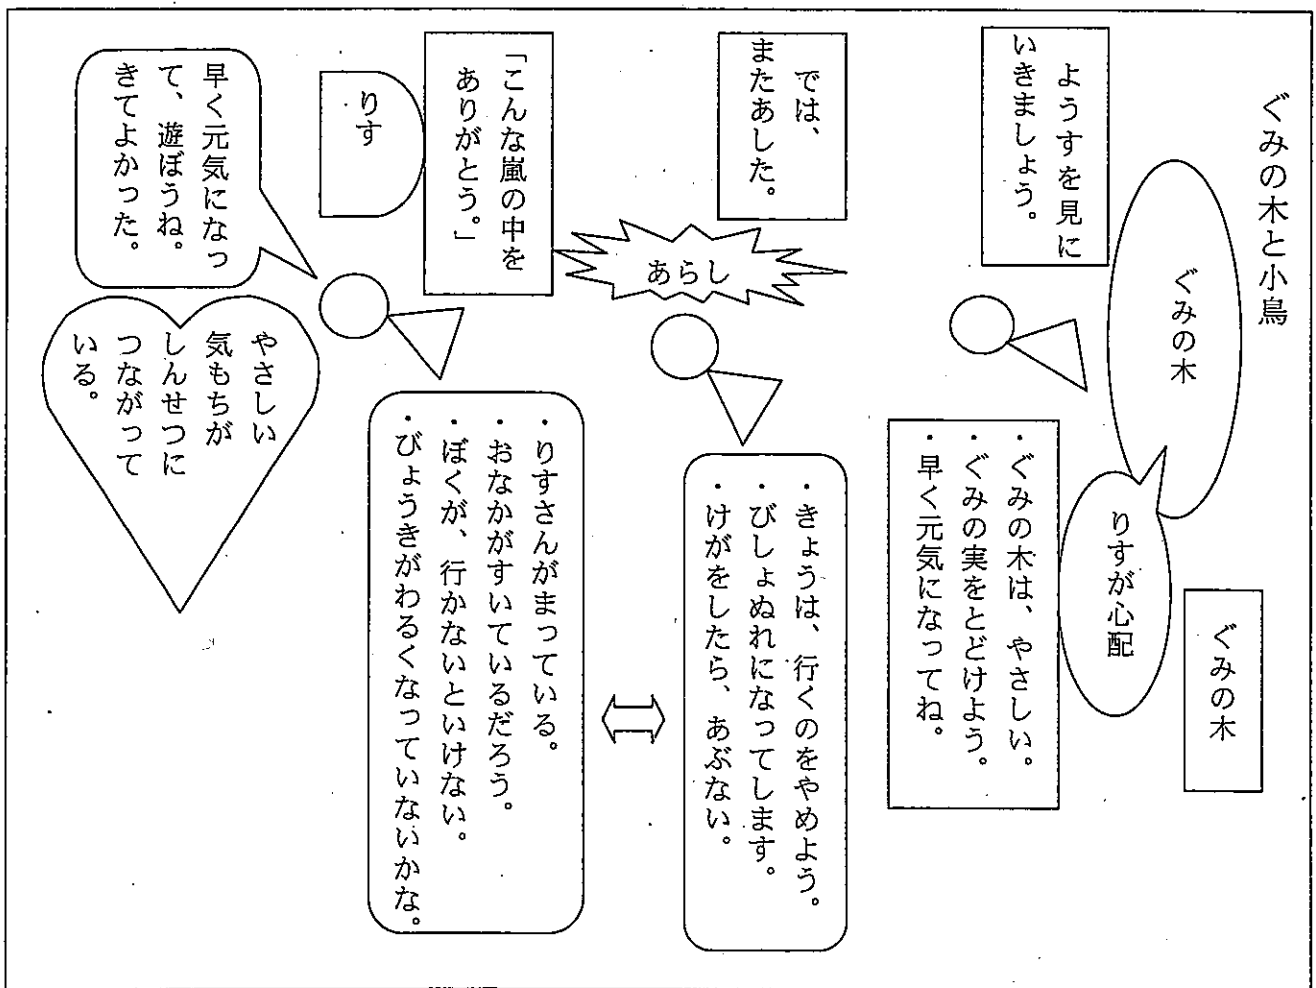 ぐみの木と小鳥
ぐみの木
ぐみの木
りすが心配
ようすを見に
いきましょう。
・ぐみの木は、やさしい。
・ぐみの実をとどけよう。
・早く元気になってね。
では、
またあした。
あらし
・きょうは、行くのをやめよう。
・びしょぬれになってします。
・けがをしたら、あぶない。
「こんな嵐の中を
ありがとう。」
りす
・りすさんがまっている。
・おなかがすいているだろう。
・ぼくが、行かないといけない。
・びょうきがわるくなっていないかな。
早く元気になっ
て、遊ぼうね。
きてよかった。
やさしい
気もちが
しんせつに
つながって
いる。